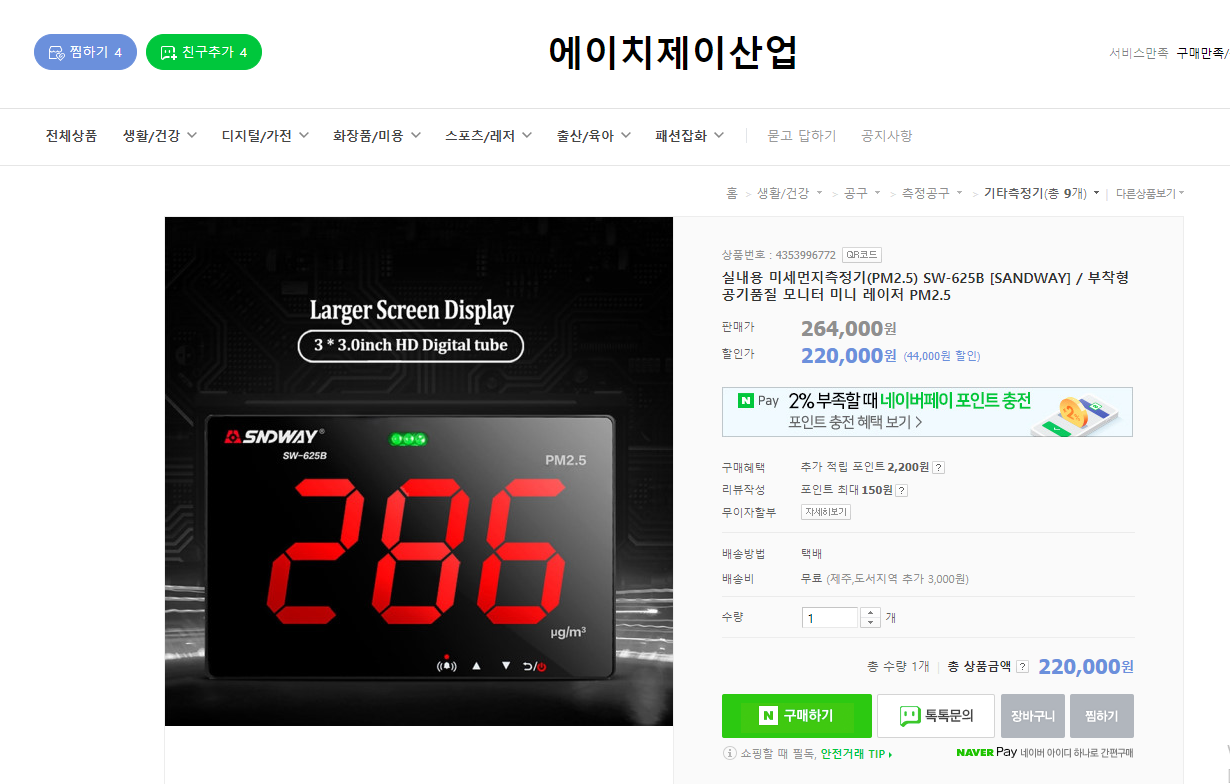 찜하기 4
친구추가 4
에이치제이산업
서비스만족 구매만족/
전체상품 생활/건강 디지털/가전 화장품/미용 스포츠/레저 출산/육아 패션잡화 묻고 답하기 공지사항
홈 > 생활/건강 > 공구 > 측정공구 > 기타측정기(총 9개) 다른상품보기
Larger Screen Display
3 * 3.0inch HD Digital tube
SNDWAY®
SW-625B
PM2.5
286
µg/m³
상품번호 : 4353996772 QR코드
실내용 미세먼지측정기(PM2.5) SW-625B [SANDWAY] / 부착형
공기품질 모니터 미니 레이저 PM2.5
판매가 264,000원
할인가 220,000원 (44,000원 할인)
N Pay 2% 부족할 때 네이버페이 포인트 충전
포인트 충전 혜택 보기 >
구매혜택 추가 적립 포인트 2,200원 ?
리뷰작성 포인트 최대 150원 ?
무이자할부 자세히보기
배송방법 택배
배송비 무료 (제주,도서지역 추가 3,000원)
수량 1 개
총 수량 1개 총 상품금액 ? 220,000원
N 구매하기 톡톡문의 장바구니 찜하기
쇼핑할 때 필독, 안전거래 TIP
NAVER Pay 네이버 아이디 하나로 간편구매